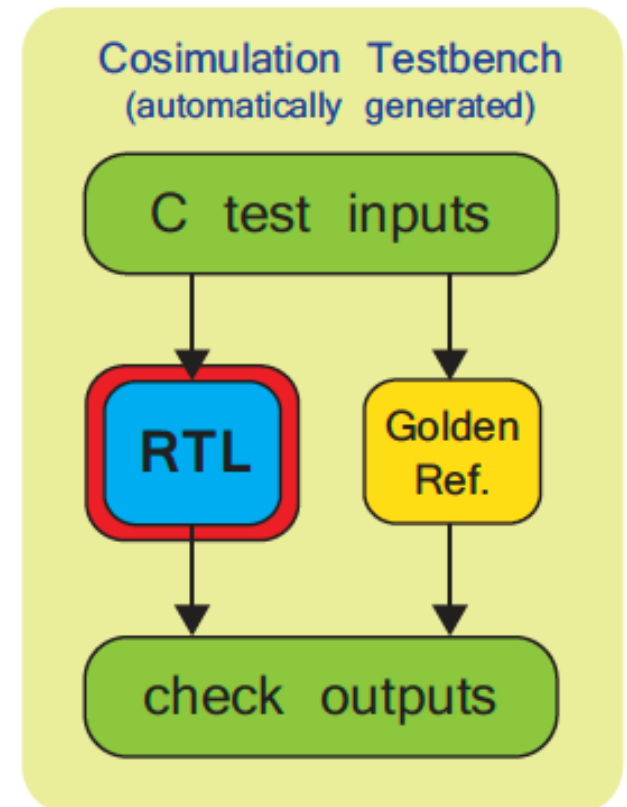 Cosimulation Testbench
(automatically generated)
C test inputs
RTL
Golden
Ref.
check outputs